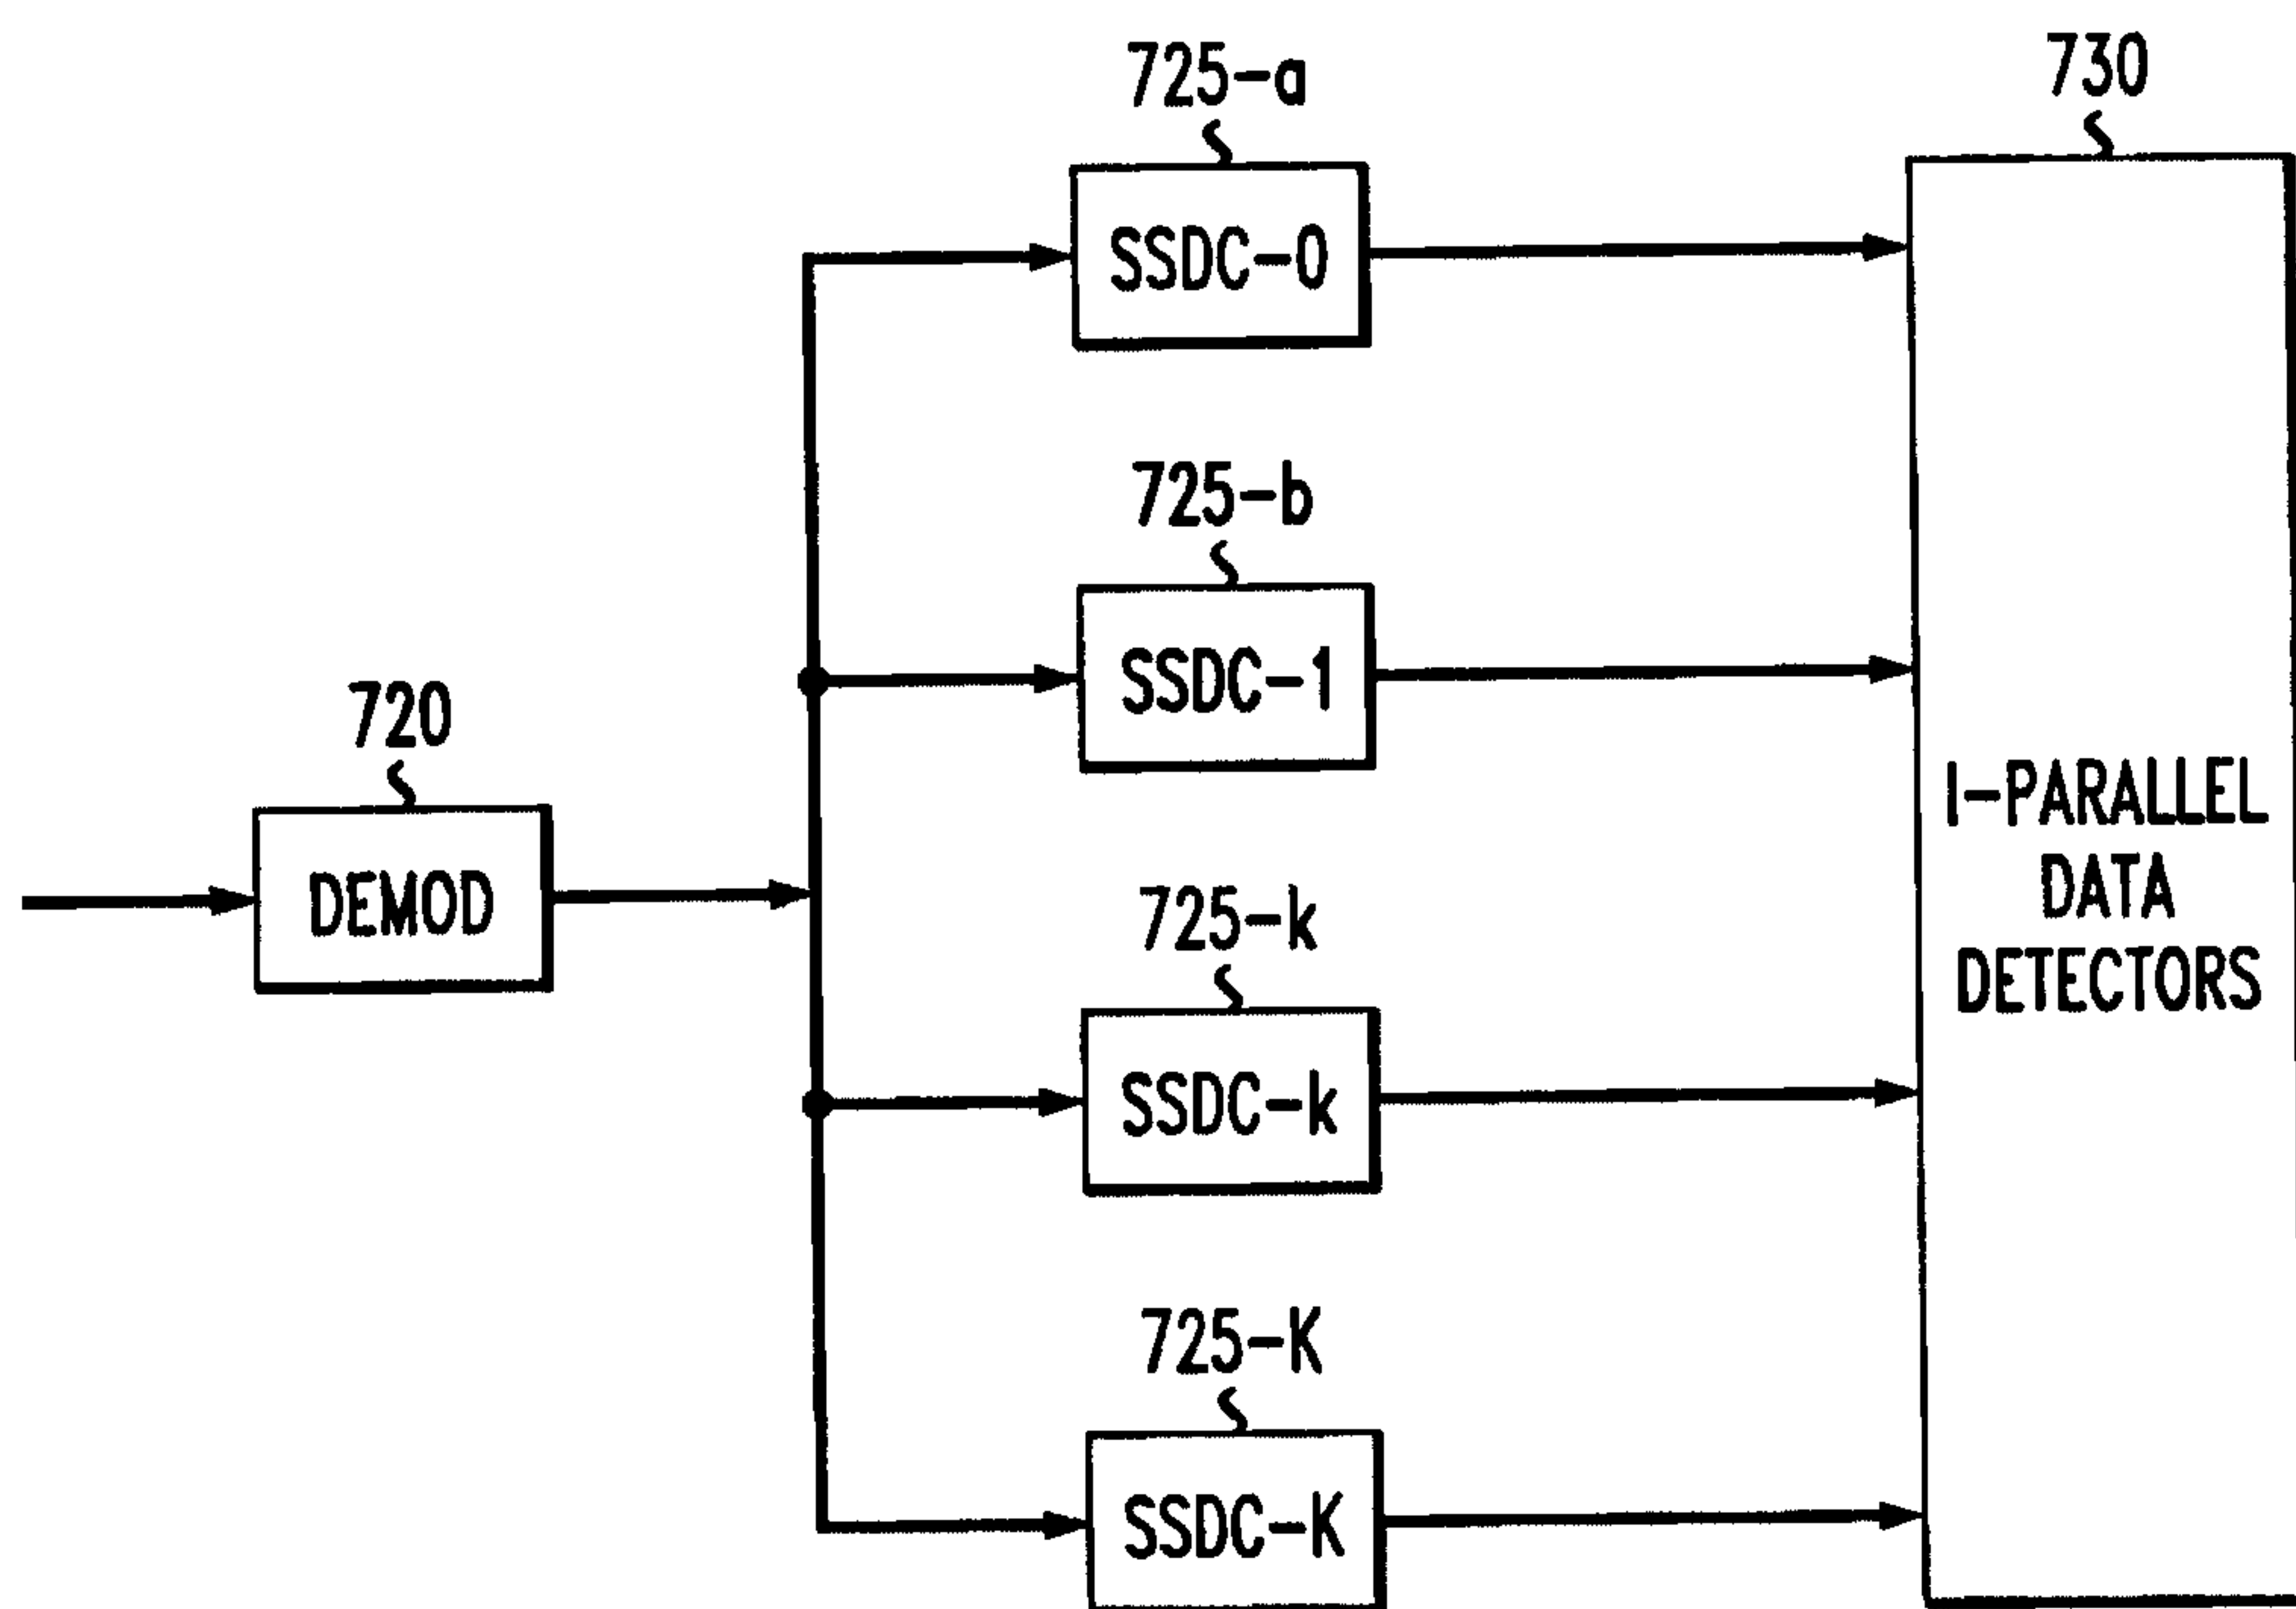 725-a
730
SSDC-0
725-b
SSDC-1
720
DEMOD
725-k
SSDC-k
I-PARALLEL
DATA
DETECTORS
725-K
SSDC-K